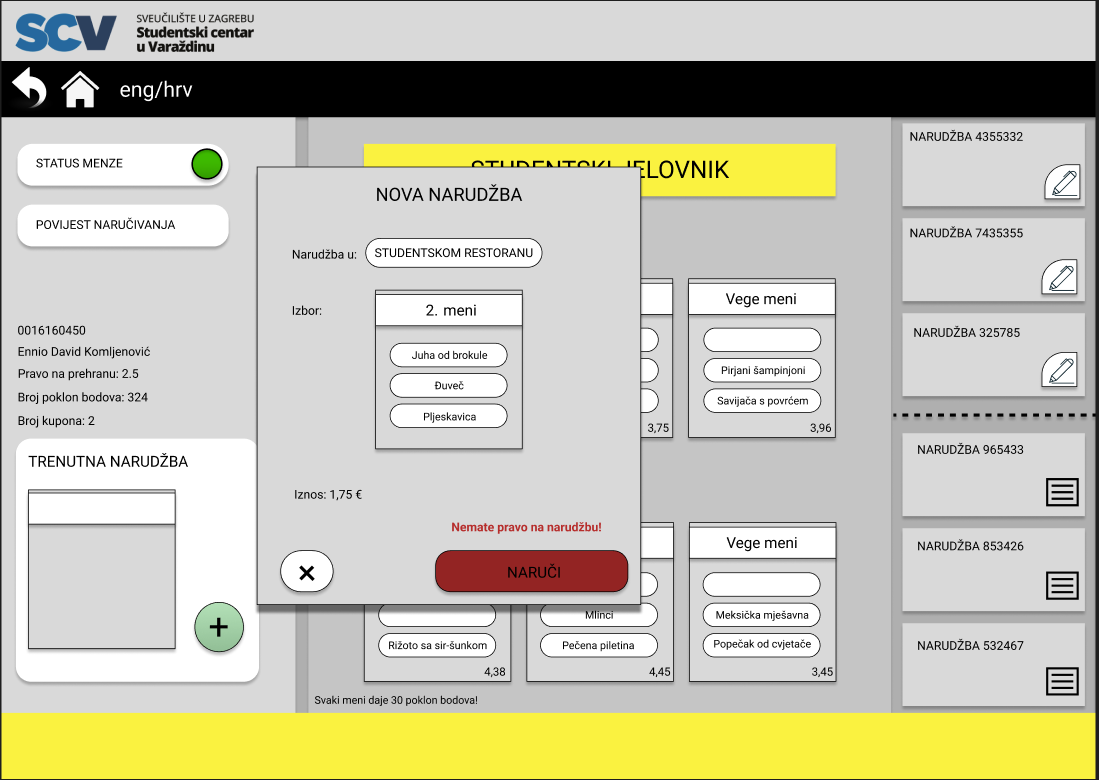 SCV
SVEUČILIŠTE U ZAGREBU
Studentski centar
u Varaždinu
eng/hrv
STATUS MENZE
POVIJEST NARUČIVANJA
0016160450
Ennio David Komljenović
Pravo na prehranu: 2.5
Broj poklon bodova: 324
Broj kupona: 2
TRENUTNA NARUDŽBA
+
STUDENTSKI JELOVNIK
NOVA NARUDŽBA
Narudžba u:
STUDENTSKOM RESTORANU
Izbor:
2. meni
Juha od brokule
Đuveč
Pljeskavica
Iznos: 1,75 €
Nemate pravo na narudžbu!
NARUČI
3,75
Vege meni
Pirjani šampinjoni
Savijača s povrćem
3,96
Rižoto sa sir-šunkom
4,38
Mlinci
Pečena piletina
4,45
Vege meni
Meksička mješavna
Popečak od cvjetače
3,45
Svaki meni daje 30 poklon bodova!
NARUDŽBA 4355332
NARUDŽBA 7435355
NARUDŽBA 325785
NARUDŽBA 965433
NARUDŽBA 853426
NARUDŽBA 532467